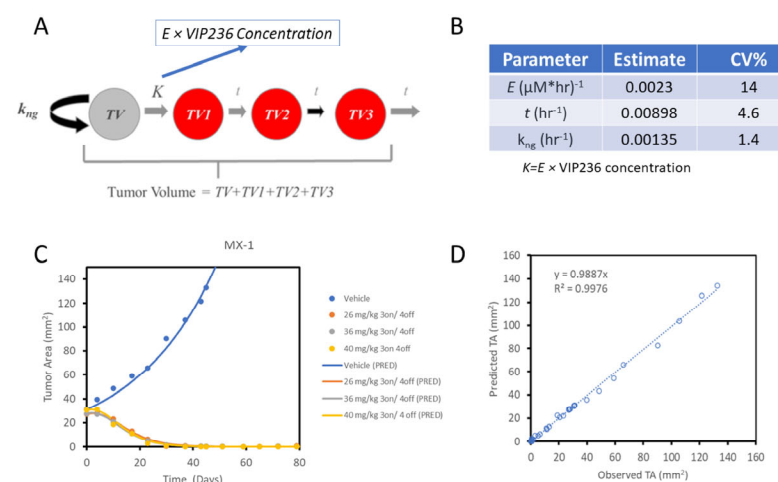 A
E × VIP236 Concentration
K
t
t
t
k_ng
TV
TV1
TV2
TV3
Tumor Volume = TV+TV1+TV2+TV3
B
Parameter Estimate CV%
E (µM*hr)⁻¹ 0.0023 14
t (hr⁻¹) 0.00898 4.6
k_ng (hr⁻¹) 0.00135 1.4
K=E × VIP236 concentration
C
MX-1
Tumor Area (mm²)
140
120
100
80
60
40
20
0
0 20 40 60 80
Time (Days)
Vehicle
26 mg/kg 3on/ 4off
36 mg/kg 3on/ 4off
40 mg/kg 3on 4off
Vehicle (PRED)
26 mg/kg 3on/ 4off (PRED)
36 mg/kg 3on/ 4off (PRED)
40 mg/kg 3on/ 4 off (PRED)
D
Predicted TA (mm²)
160
140
120
100
80
60
40
20
0
y = 0.9887x
R² = 0.9976
0 20 40 60 80 100 120 140 160
Observed TA (mm²)